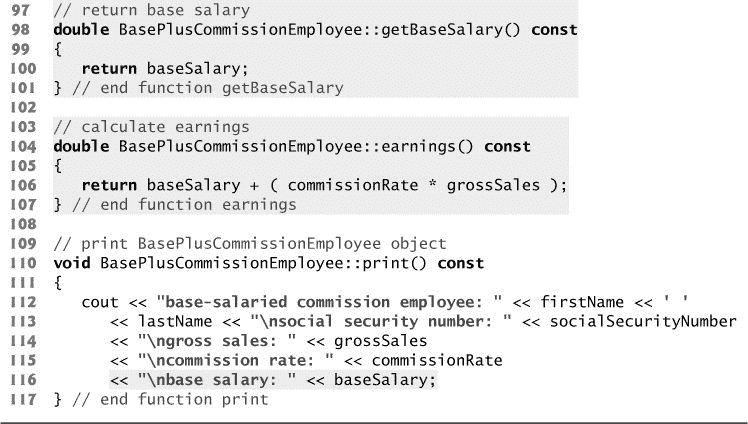 97 // return base salary
98 double BasePlusCommissionEmployee::getBaseSalary() const
99 {
100    return baseSalary;
101 } // end function getBaseSalary
102
103 // calculate earnings
104 double BasePlusCommissionEmployee::earnings() const
105 {
106    return baseSalary + ( commissionRate * grossSales );
107 } // end function earnings
108
109 // print BasePlusCommissionEmployee object
110 void BasePlusCommissionEmployee::print() const
111 {
112    cout << "base-salaried commission employee: " << firstName << ' '
113       << lastName << "\nsocial security number: " << socialSecurityNumber
114       << "\ngross sales: " << grossSales
115       << "\ncommission rate: " << commissionRate
116       << "\nbase salary: " << baseSalary;
117 } // end function print